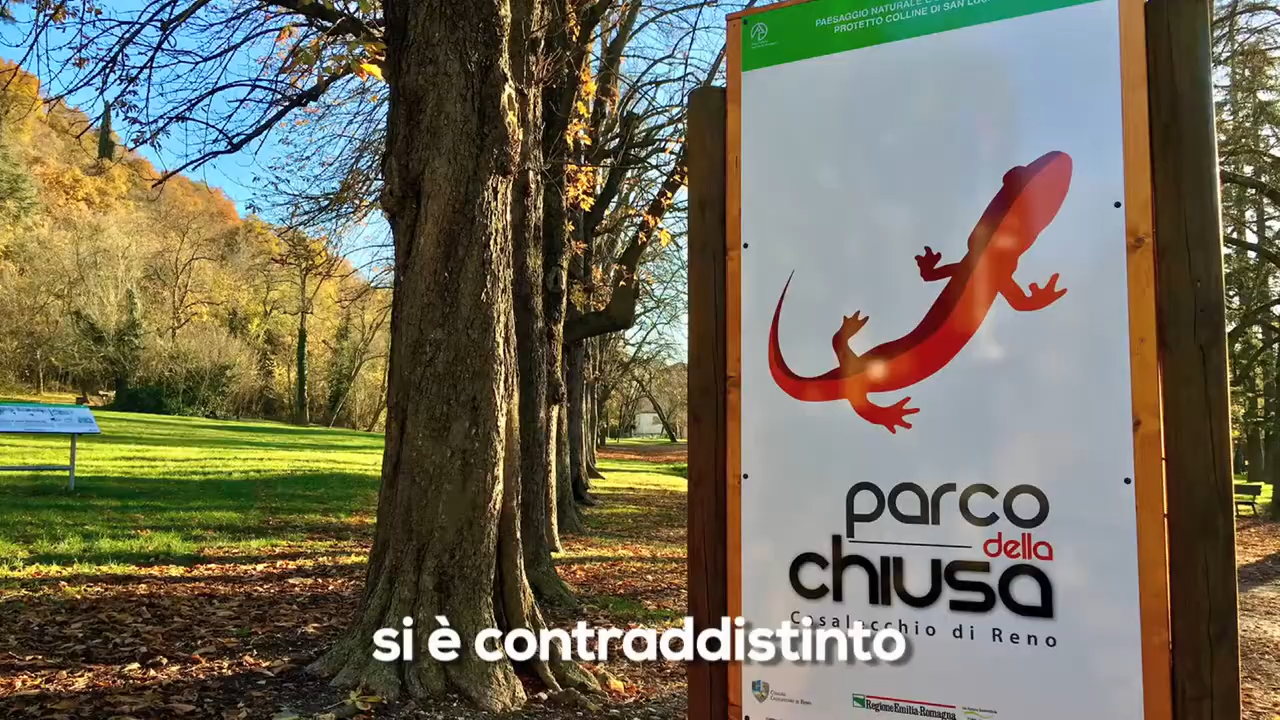 PAESAGGIO NATURALE
PROTETTO COLLINE DI SAN LUCA
parco
della
chiusa
Casalecchio di Reno
si è contraddistinto
Regione Emilia-Romagna